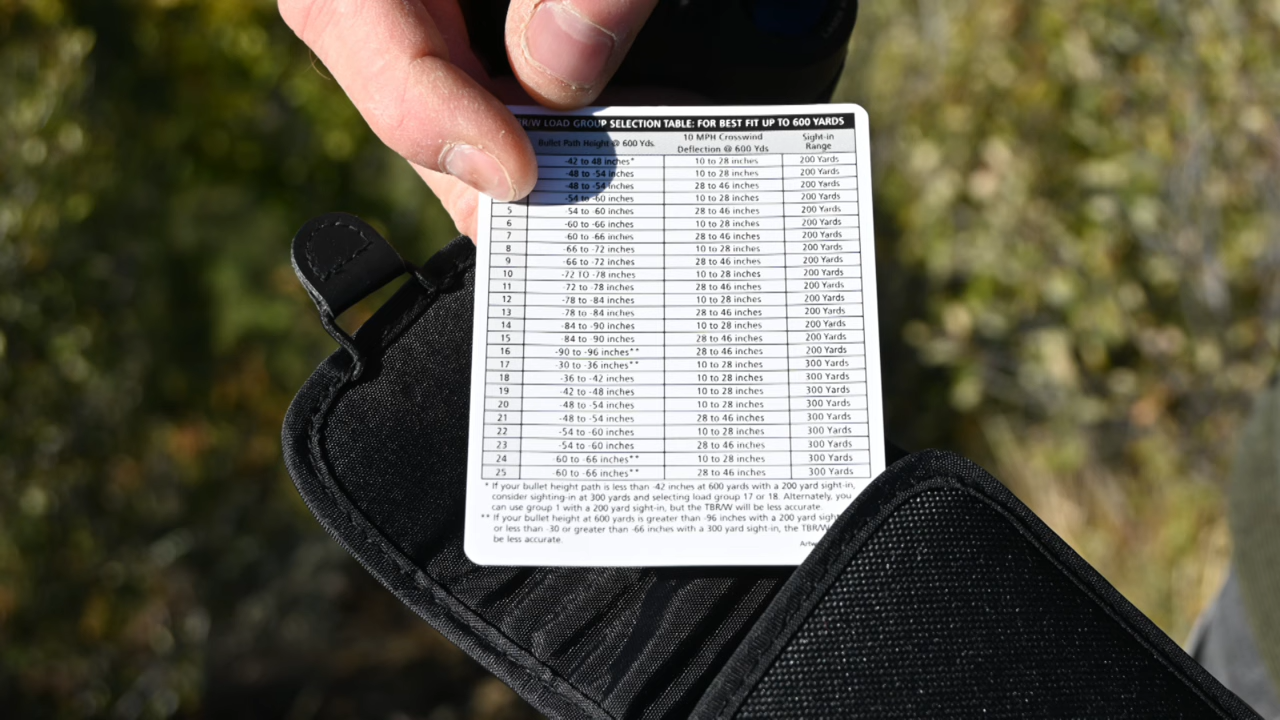 R/W LOAD GROUP SELECTION TABLE: FOR BEST FIT UP TO 600 YARDS
Bullet Path Height @ 600 Yds. 10 MPH Crosswind Deflection @ 600 Yds Sight-in Range
-42 to 48 inches* 10 to 28 inches 200 Yards
-48 to -54 inches 10 to 28 inches 200 Yards
-48 to -54 inches 28 to 46 inches 200 Yards
-54 to -60 inches 10 to 28 inches 200 Yards
5 -54 to -60 inches 28 to 46 inches 200 Yards
6 -60 to -66 inches 10 to 28 inches 200 Yards
7 -60 to -66 inches 28 to 46 inches 200 Yards
8 -66 to -72 inches 10 to 28 inches 200 Yards
9 -66 to -72 inches 28 to 46 inches 200 Yards
10 -72 TO -78 inches 10 to 28 inches 200 Yards
11 -72 to -78 inches 28 to 46 inches 200 Yards
12 -78 to -84 inches 10 to 28 inches 200 Yards
13 -78 to -84 inches 28 to 46 inches 200 Yards
14 -84 to -90 inches 10 to 28 inches 200 Yards
15 -84 to -90 inches 28 to 46 inches 200 Yards
16 -90 to -96 inches** 28 to 46 inches 200 Yards
17 -30 to -36 inches** 10 to 28 inches 300 Yards
18 -36 to -42 inches 10 to 28 inches 300 Yards
19 -42 to -48 inches 10 to 28 inches 300 Yards
20 -48 to -54 inches 10 to 28 inches 300 Yards
21 -48 to -54 inches 28 to 46 inches 300 Yards
22 -54 to -60 inches 10 to 28 inches 300 Yards
23 -54 to -60 inches 28 to 46 inches 300 Yards
24 -60 to -66 inches** 10 to 28 inches 300 Yards
25 -60 to -66 inches** 28 to 46 inches 300 Yards
* If your bullet height path is less than -42 inches at 600 yards with a 200 yard sight-in,
consider sighting-in at 300 yards and selecting load group 17 or 18. Alternately, you
can use group 1 with a 200 yard sight-in, but the TBR/W will be less accurate.
** If your bullet height at 600 yards is greater than -96 inches with a 200 yard sight
or less than -30 or greater than -66 inches with a 300 yard sight-in, the TBR/W
be less accurate.